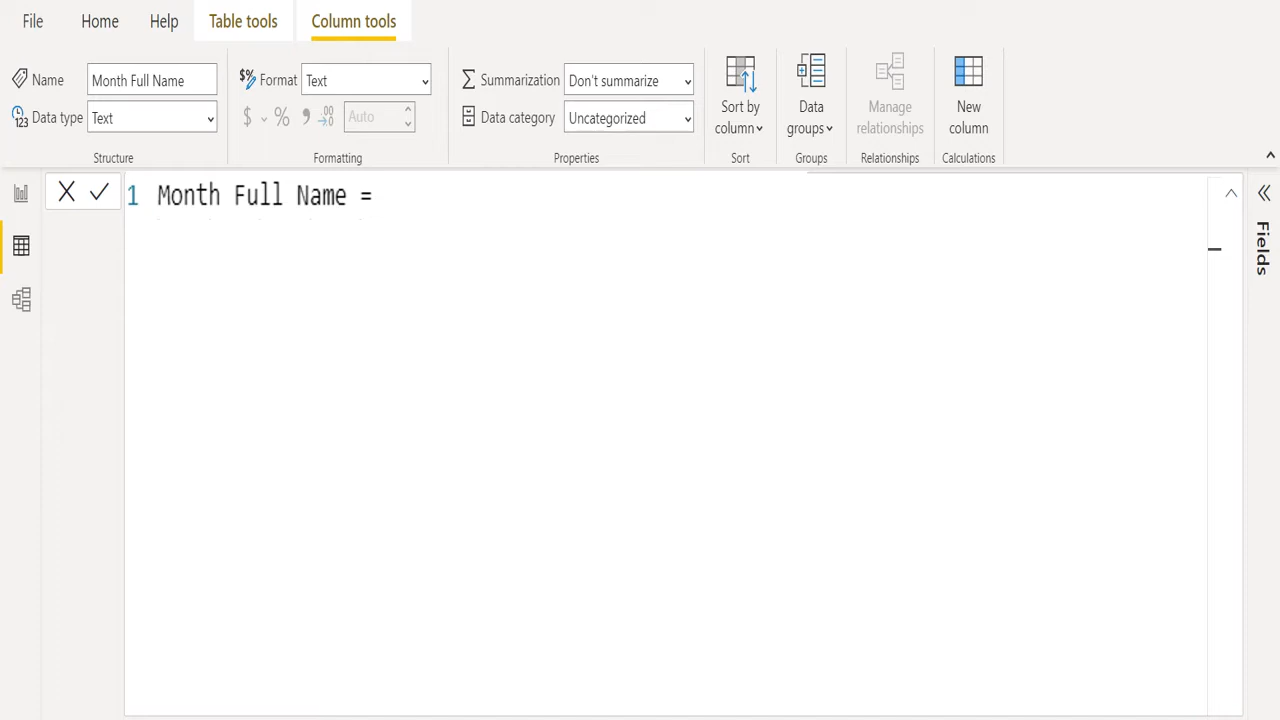 File Home Help Table tools Column tools
Name Month Full Name $% Format Text Σ Summarization Don't summarize
Data type Text $ % , .00 →.0 Auto Data category Uncategorized
Sort by column
Data groups
Manage relationships
New column
Structure Formatting Properties Sort Groups Relationships Calculations
1 Month Full Name =
Fields